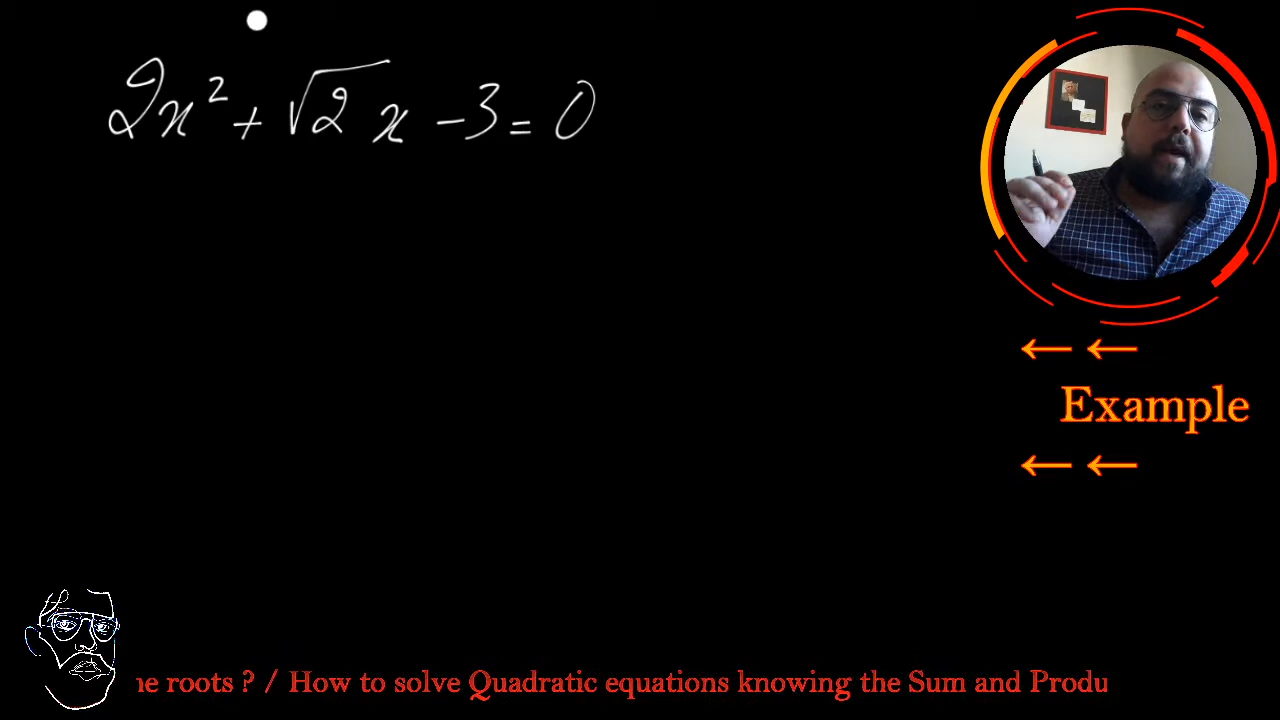 2x² + √2 x - 3 = 0
← ←
Example
← ←
he roots ? / How to solve Quadratic equations knowing the Sum and Produ